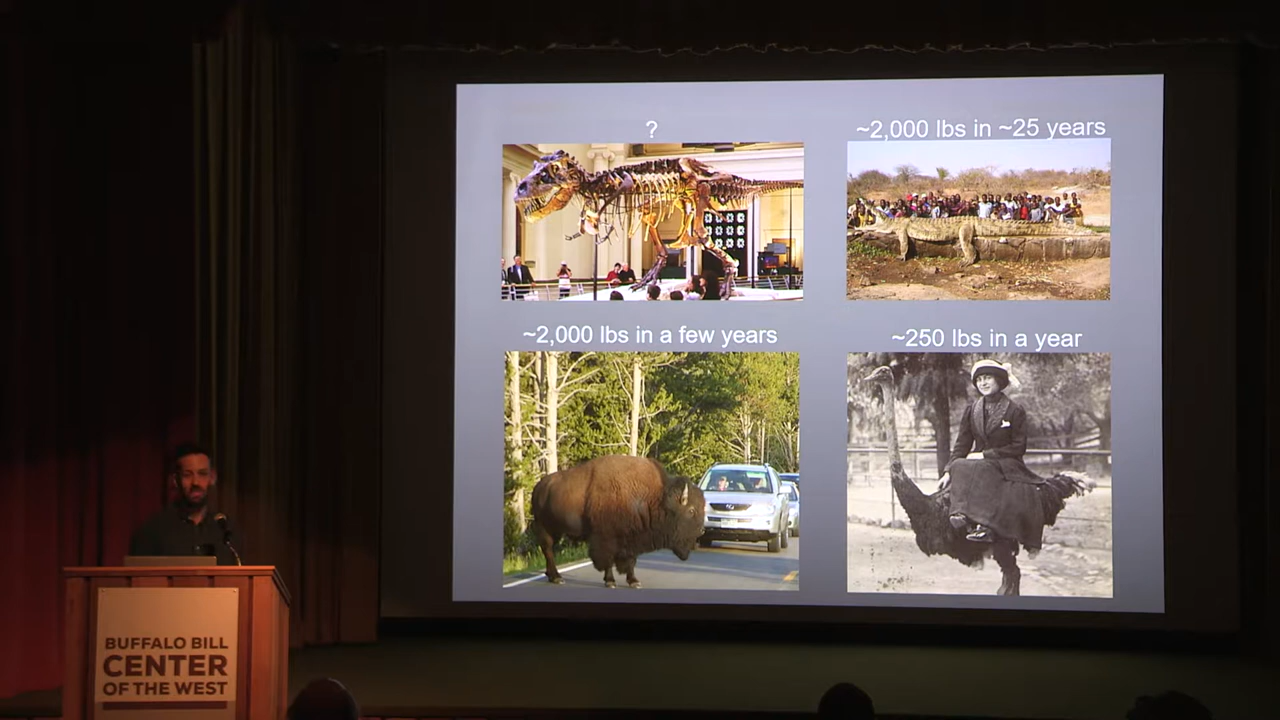 ?
~2,000 lbs in ~25 years
~2,000 lbs in a few years
~250 lbs in a year
BUFFALO BILL
CENTER
OF THE WEST